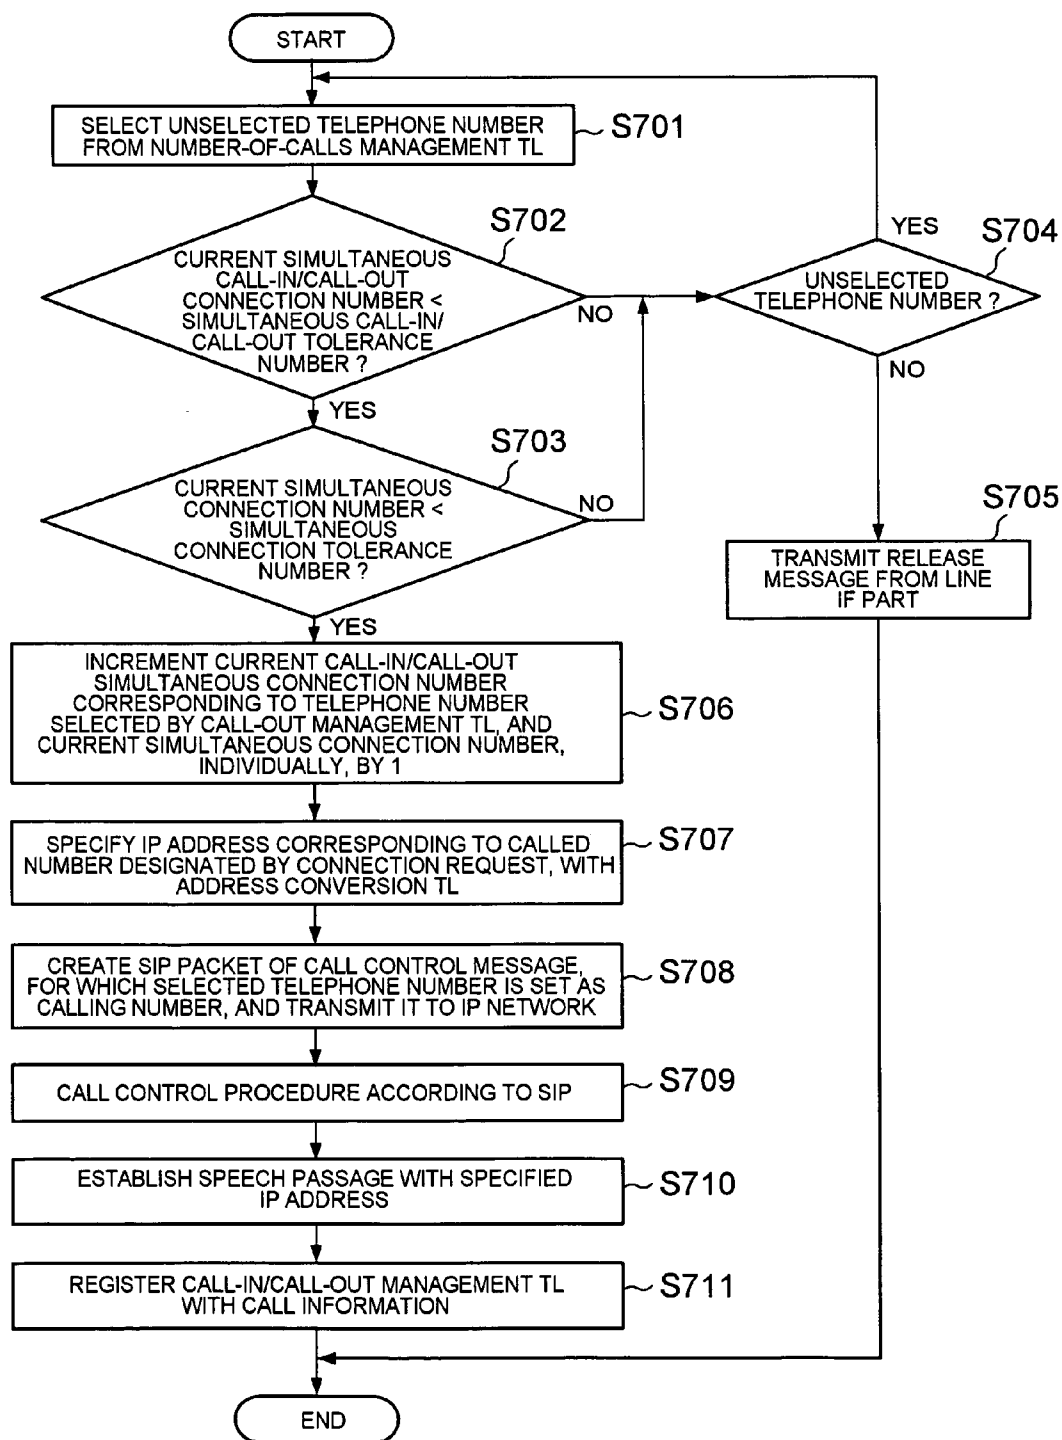 START
SELECT UNSELECTED TELEPHONE NUMBER
FROM NUMBER-OF-CALLS MANAGEMENT TL
S701
S702
CURRENT SIMULTANEOUS
CALL-IN/CALL-OUT
CONNECTION NUMBER <
SIMULTANEOUS CALL-IN/
CALL-OUT TOLERANCE
NUMBER ?
NO
YES
S704
UNSELECTED
TELEPHONE NUMBER ?
YES
NO
S703
CURRENT SIMULTANEOUS
CONNECTION NUMBER <
SIMULTANEOUS
CONNECTION TOLERANCE
NUMBER ?
NO
YES
S705
TRANSMIT RELEASE
MESSAGE FROM LINE
IF PART
INCREMENT CURRENT CALL-IN/CALL-OUT
SIMULTANEOUS CONNECTION NUMBER
CORRESPONDING TO TELEPHONE NUMBER
SELECTED BY CALL-OUT MANAGEMENT TL, AND
CURRENT SIMULTANEOUS CONNECTION NUMBER,
INDIVIDUALLY, BY 1
S706
SPECIFY IP ADDRESS CORRESPONDING TO CALLED
NUMBER DESIGNATED BY CONNECTION REQUEST, WITH
ADDRESS CONVERSION TL
S707
CREATE SIP PACKET OF CALL CONTROL MESSAGE,
FOR WHICH SELECTED TELEPHONE NUMBER IS SET AS
CALLING NUMBER, AND TRANSMIT IT TO IP NETWORK
S708
CALL CONTROL PROCEDURE ACCORDING TO SIP
S709
ESTABLISH SPEECH PASSAGE WITH SPECIFIED
IP ADDRESS
S710
REGISTER CALL-IN/CALL-OUT MANAGEMENT TL
WITH CALL INFORMATION
S711
END